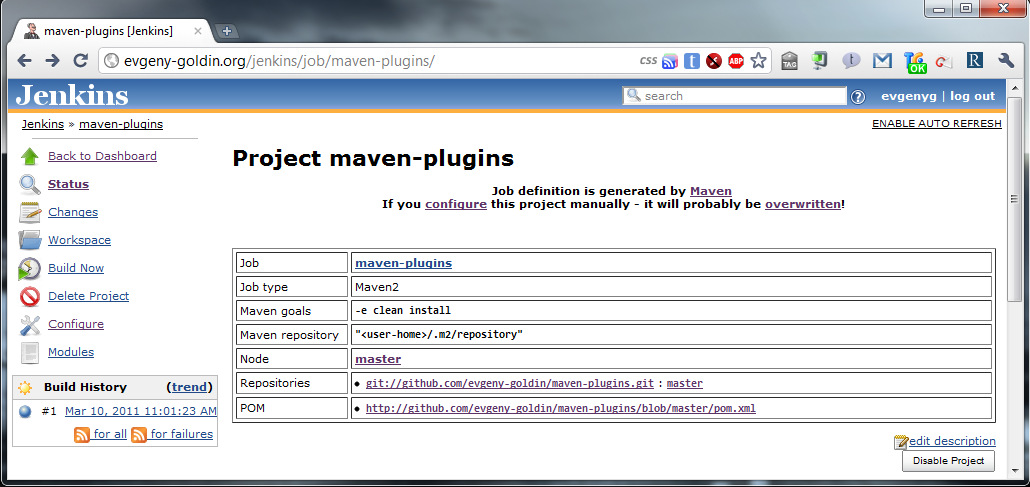 maven-plugins [Jenkins]
evgeny-goldin.org/jenkins/job/maven-plugins/
CSS
t
ABP
TAG
t
OK
R
Jenkins
search
evgenyg | log out
Jenkins » maven-plugins
ENABLE AUTO REFRESH
Back to Dashboard
Status
Changes
Workspace
Build Now
Delete Project
Configure
Modules
Build History (trend)
#1 Mar 10, 2011 11:01:23 AM
for all for failures
Project maven-plugins
Job definition is generated by Maven
If you configure this project manually - it will probably be overwritten!
Job maven-plugins
Job type Maven2
Maven goals -e clean install
Maven repository "<user-home>/.m2/repository"
Node master
Repositories • git://github.com/evgeny-goldin/maven-plugins.git : master
POM • http://github.com/evgeny-goldin/maven-plugins/blob/master/pom.xml
edit description
Disable Project